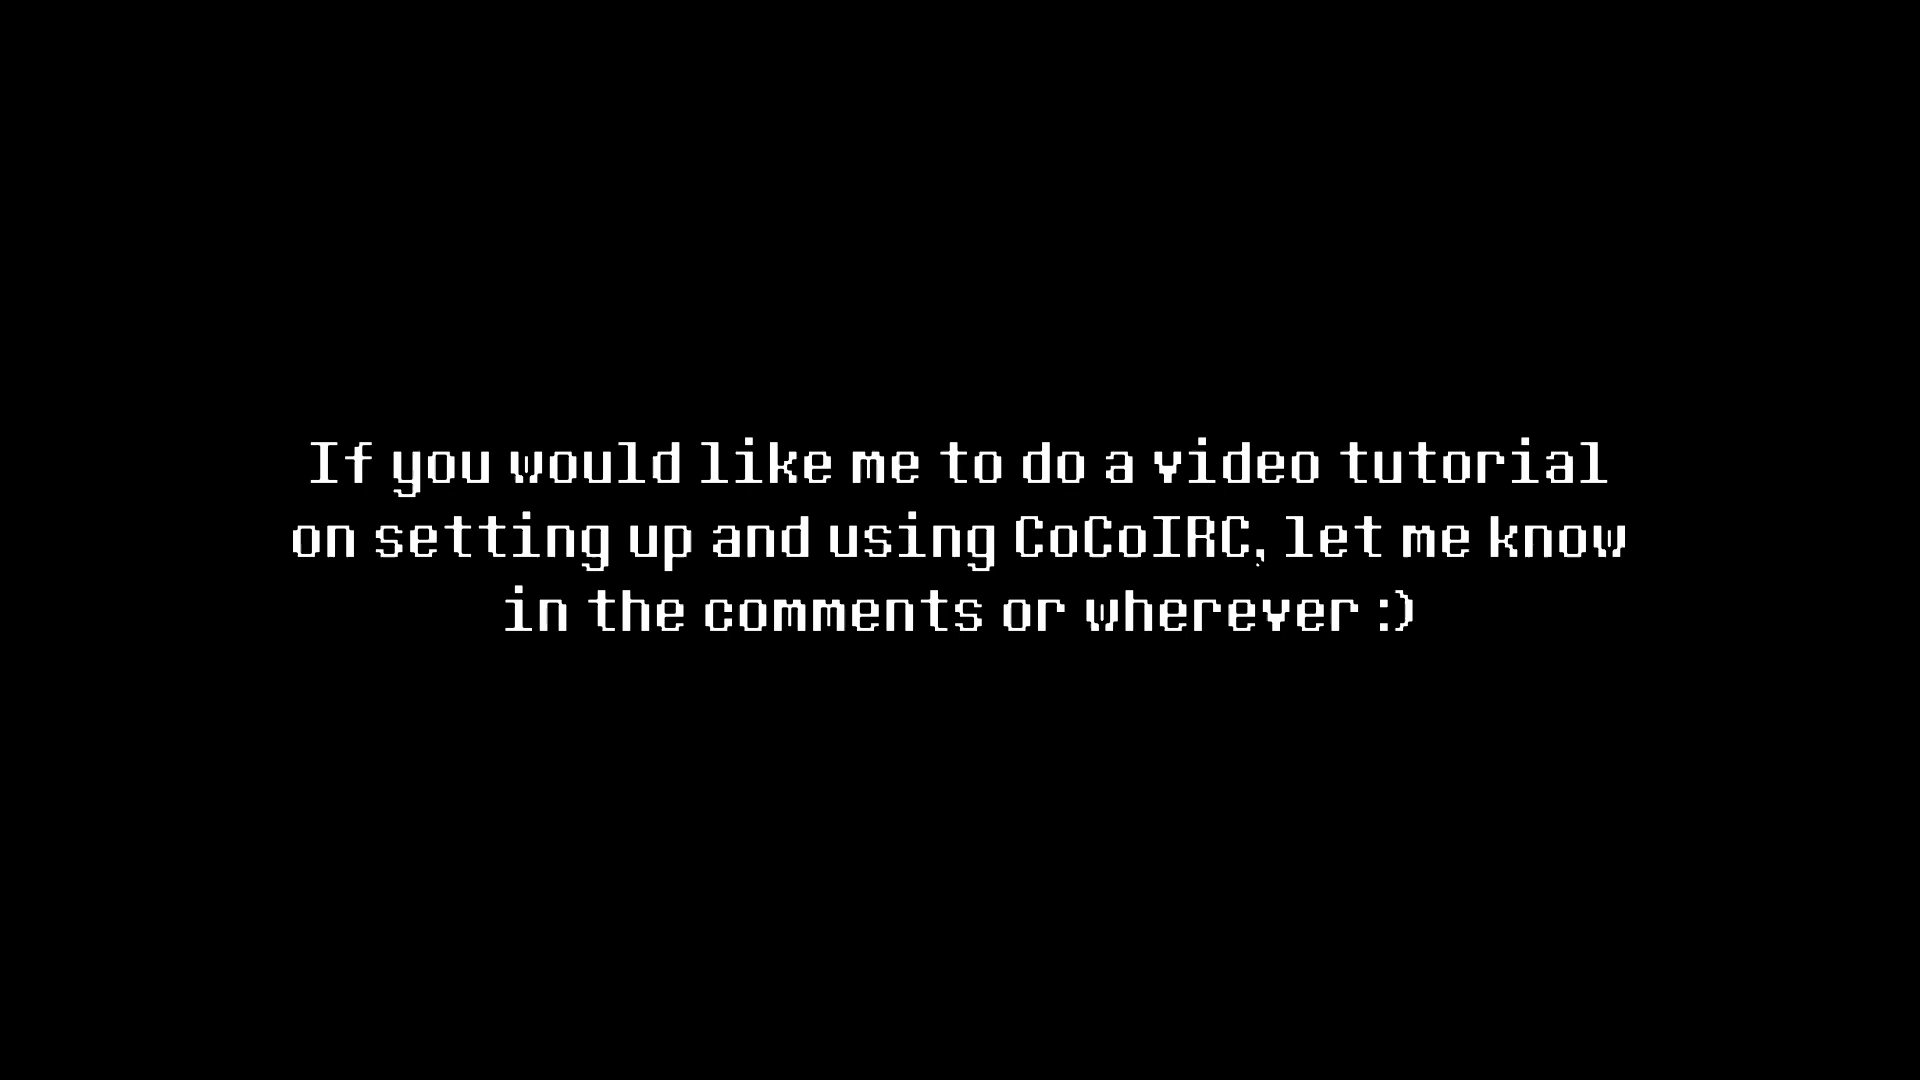 If you would like me to do a video tutorial
on setting up and using CoCoIRC, let me know
in the comments or wherever :)